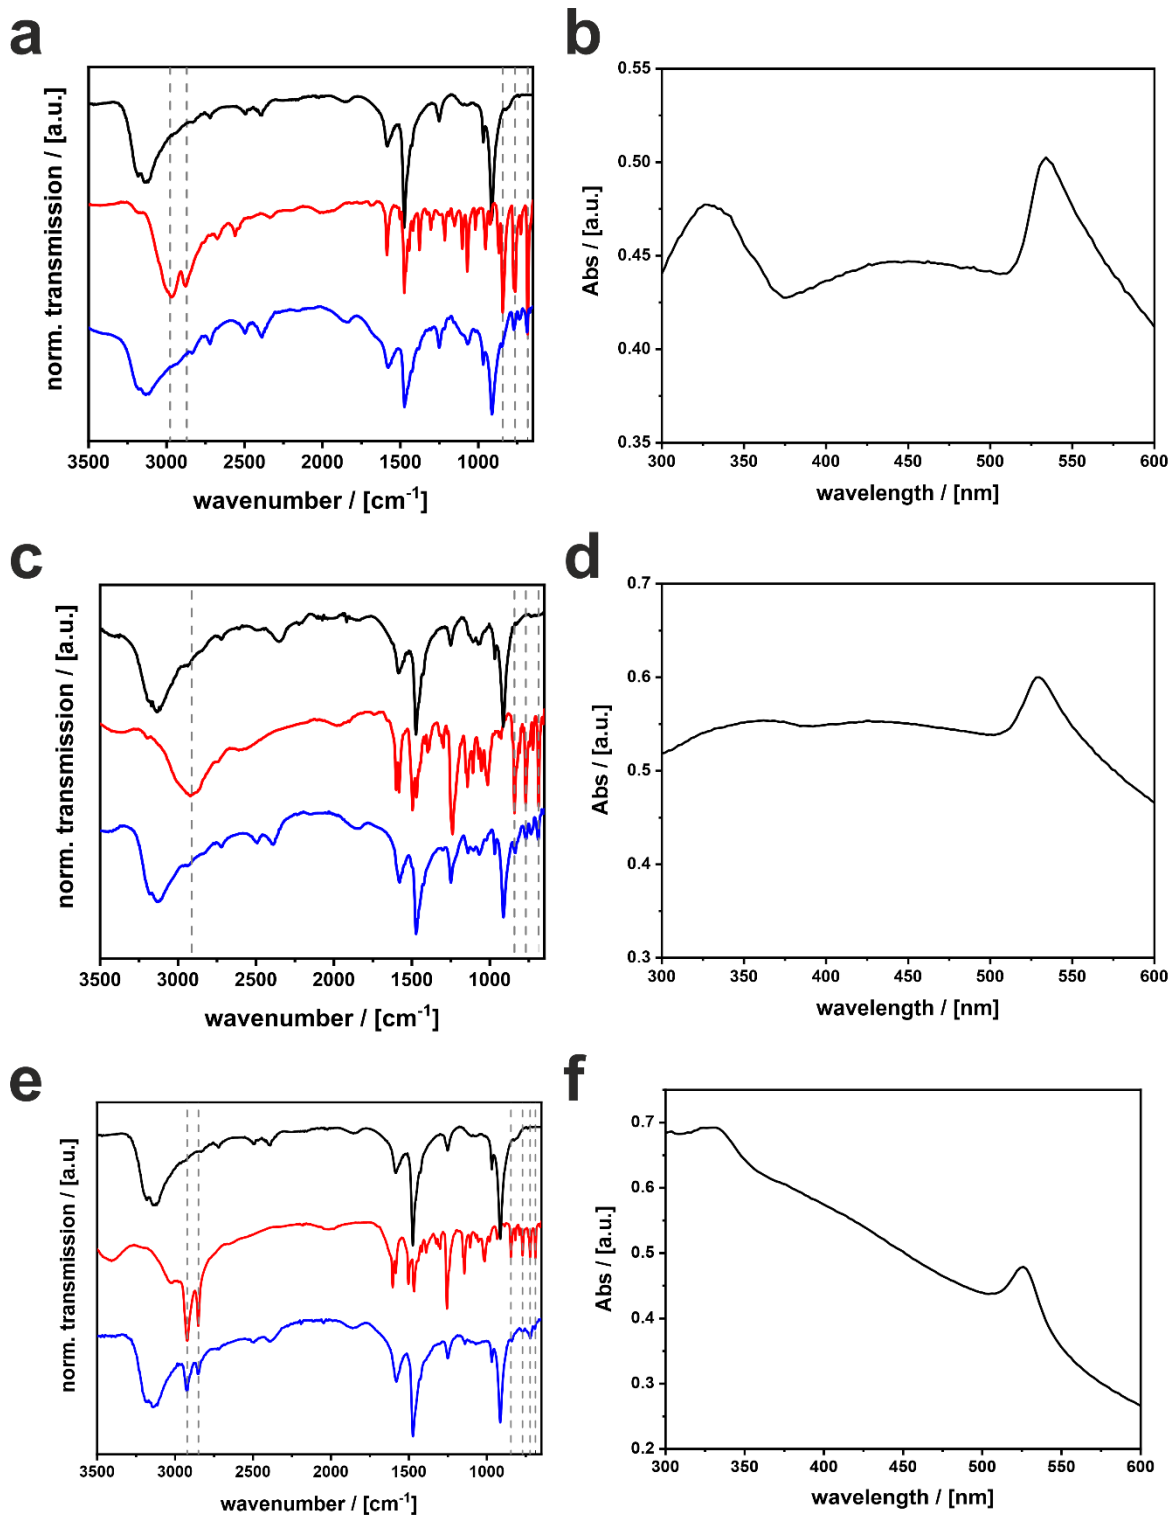 a
norm. transmission / [a.u.]
3500 3000 2500 2000 1500 1000
wavenumber / [cm⁻¹]
b
Abs / [a.u.]
0.55
0.50
0.45
0.40
0.35
300 350 400 450 500 550 600
wavelength / [nm]
c
norm. transmission / [a.u.]
3500 3000 2500 2000 1500 1000
wavenumber / [cm⁻¹]
d
Abs / [a.u.]
0.7
0.6
0.5
0.4
0.3
300 350 400 450 500 550 600
wavelength / [nm]
e
norm. transmission / [a.u.]
3500 3000 2500 2000 1500 1000
wavenumber / [cm⁻¹]
f
Abs / [a.u.]
0.7
0.6
0.5
0.4
0.3
0.2
300 350 400 450 500 550 600
wavelength / [nm]